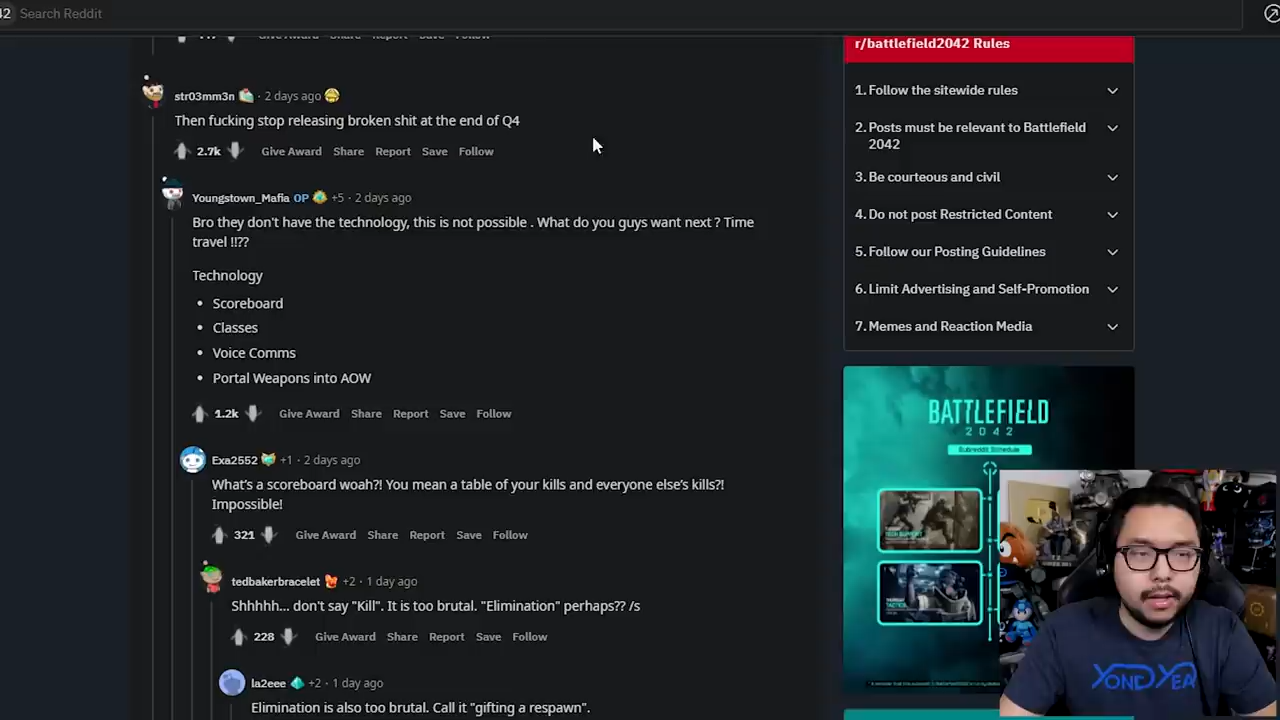 42
Search Reddit
Give Award Share Report Save Follow
str03mm3n · 2 days ago
Then fucking stop releasing broken shit at the end of Q4
2.7k Give Award Share Report Save Follow
Youngstown_Mafia OP +5 · 2 days ago
Bro they don't have the technology, this is not possible . What do you guys want next ? Time
travel !!??
Technology
• Scoreboard
• Classes
• Voice Comms
• Portal Weapons into AOW
1.2k Give Award Share Report Save Follow
Exa2552 +1 · 2 days ago
What's a scoreboard woah?! You mean a table of your kills and everyone else's kills?!
Impossible!
321 Give Award Share Report Save Follow
tedbakerbracelet +2 · 1 day ago
Shhhhh... don't say "Kill". It is too brutal. "Elimination" perhaps?? /s
228 Give Award Share Report Save Follow
la2eee +2 · 1 day ago
Elimination is also too brutal. Call it "gifting a respawn".
r/battlefield2042 Rules
1. Follow the sitewide rules
2. Posts must be relevant to Battlefield
2042
3. Be courteous and civil
4. Do not post Restricted Content
5. Follow our Posting Guidelines
6. Limit Advertising and Self-Promotion
7. Memes and Reaction Media
BATTLEFIELD
2042
Subreddit Schedule
TECH SUPPORT
TACTICS
YONGYEA